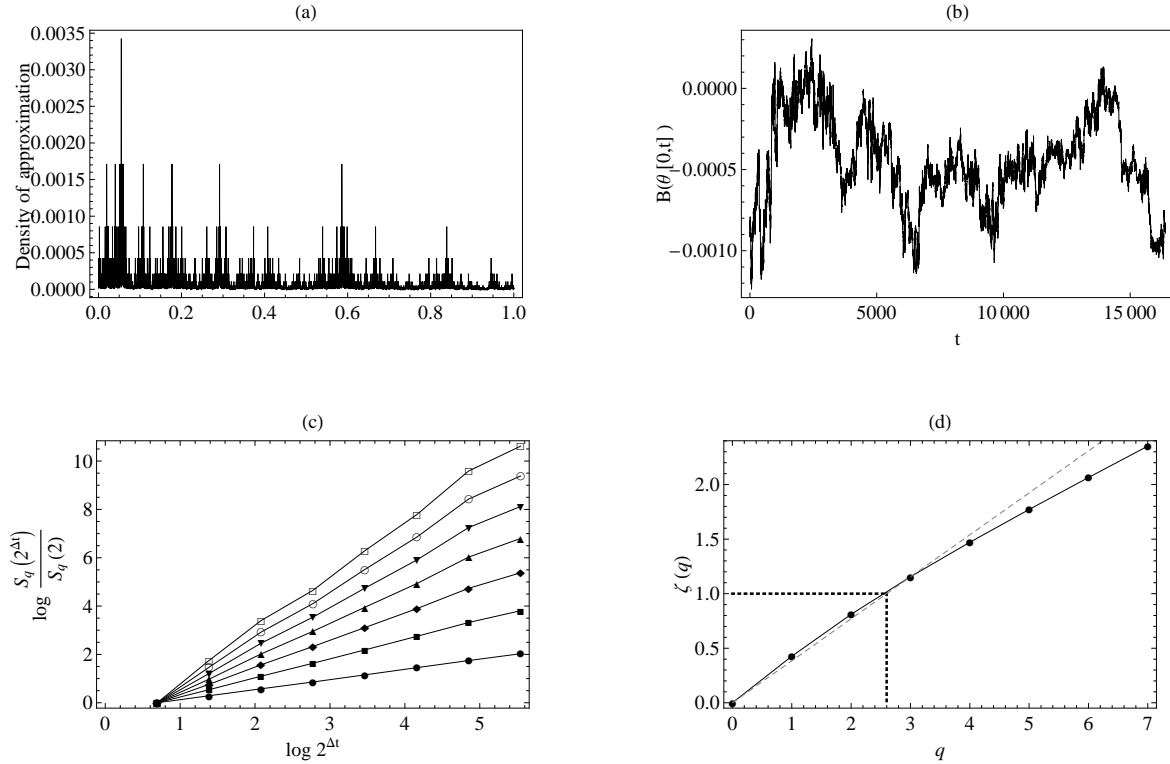 (a)
Density of approximation
0.0035
0.0030
0.0025
0.0020
0.0015
0.0010
0.0005
0.0000
0.0 0.2 0.4 0.6 0.8 1.0
(b)
B(θ, [0,t] )
0.0000
−0.0005
−0.0010
0 5000 10 000 15 000
t
(c)
log S_q (2^Δt) / S_q (2)
10
8
6
4
2
0
0 1 2 3 4 5
log 2^Δt
(d)
ζ (q)
2.0
1.5
1.0
0.5
0.0
0 1 2 3 4 5 6 7
q